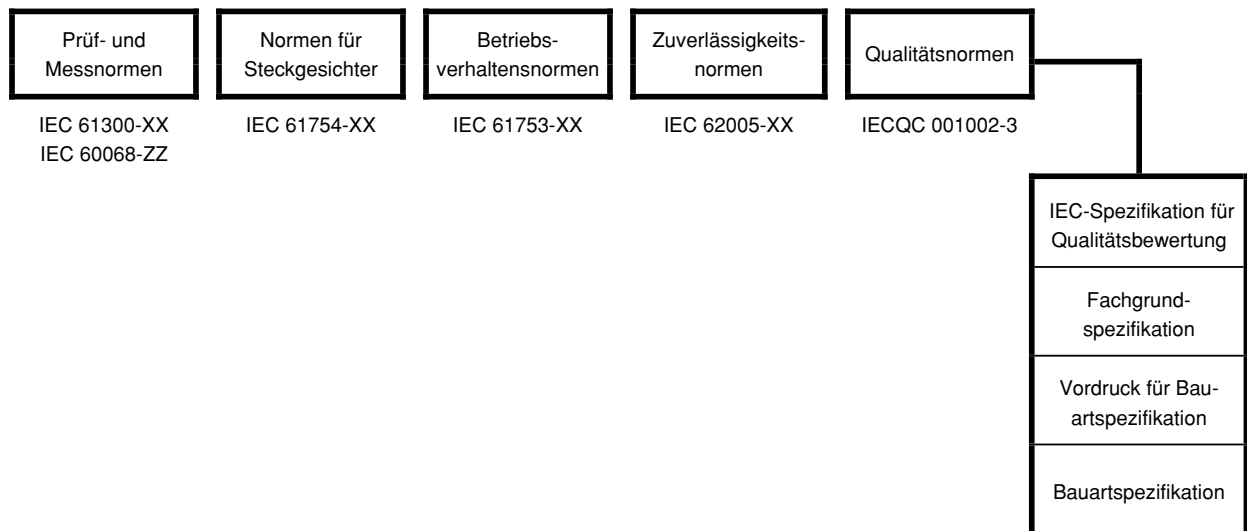 Prüf- und
Messnormen
Normen für
Steckgesichter
Betriebs-
verhaltensnormen
Zuverlässigkeits-
normen
Qualitätsnormen
IEC 61300-XX
IEC 60068-ZZ
IEC 61754-XX
IEC 61753-XX
IEC 62005-XX
IECQC 001002-3
IEC-Spezifikation für
Qualitätsbewertung
Fachgrund-
spezifikation
Vordruck für Bau-
artspezifikation
Bauartspezifikation